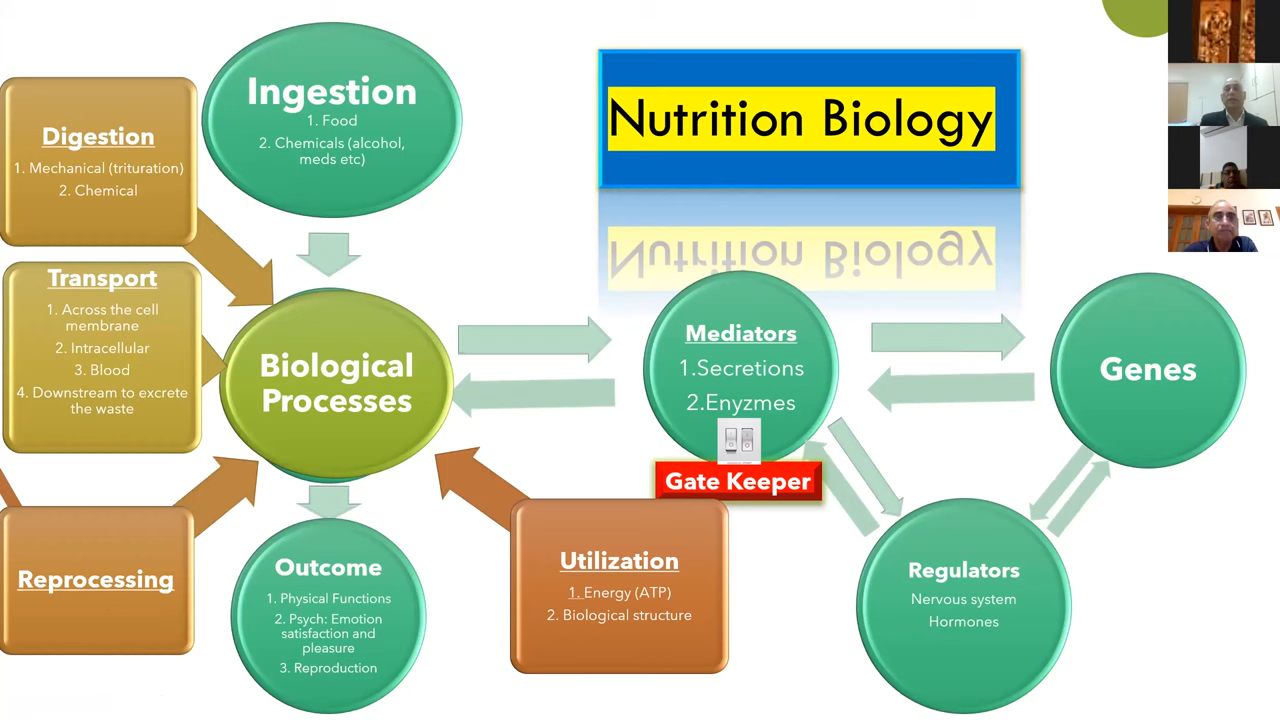 Nutrition Biology
Ingestion
1. Food
2. Chemicals (alcohol,
meds etc)
Digestion
1. Mechanical (trituration)
2. Chemical
Transport
1. Across the cell
membrane
2. Intracellular
3. Blood
4. Downstream to excrete
the waste
Biological
Processes
Mediators
1.Secretions
2.Enyzmes
Gate Keeper
Genes
Reprocessing
Outcome
1. Physical Functions
2. Psych: Emotion
satisfaction and
pleasure
3. Reproduction
Utilization
1. Energy (ATP)
2. Biological structure
Regulators
Nervous system
Hormones